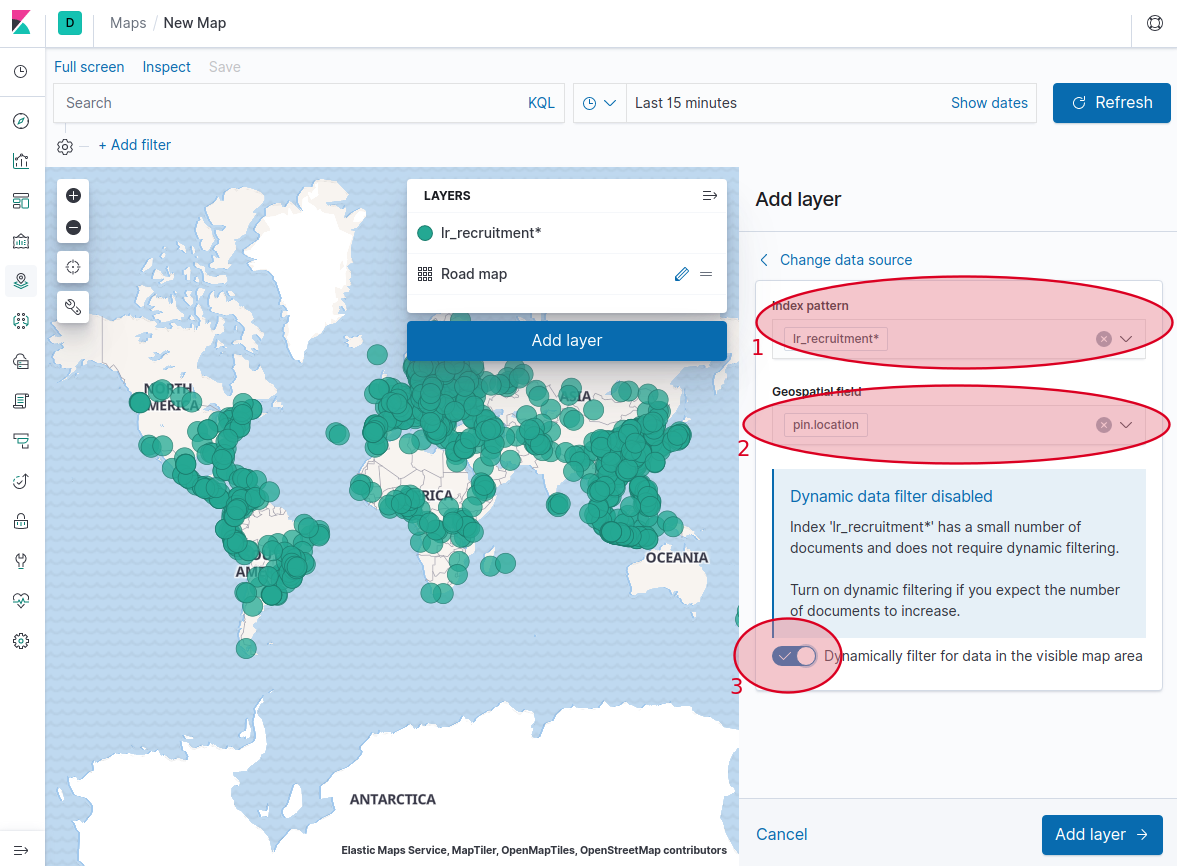 D
Maps / New Map
Full screen Inspect Save
Search KQL
Last 15 minutes Show dates
Refresh
+ Add filter
LAYERS
lr_recruitment*
Road map
Add layer
NORTH
AMERICA
ASIA
AFRICA
SOUTH
AMERICA
OCEANIA
ANTARCTICA
Elastic Maps Service, MapTiler, OpenMapTiles, OpenStreetMap contributors
Add layer
Change data source
Index pattern
lr_recruitment*
1
Geospatial field
pin.location
2
Dynamic data filter disabled
Index 'lr_recruitment*' has a small number of
documents and does not require dynamic filtering.
Turn on dynamic filtering if you expect the number
of documents to increase.
Dynamically filter for data in the visible map area
3
Cancel
Add layer